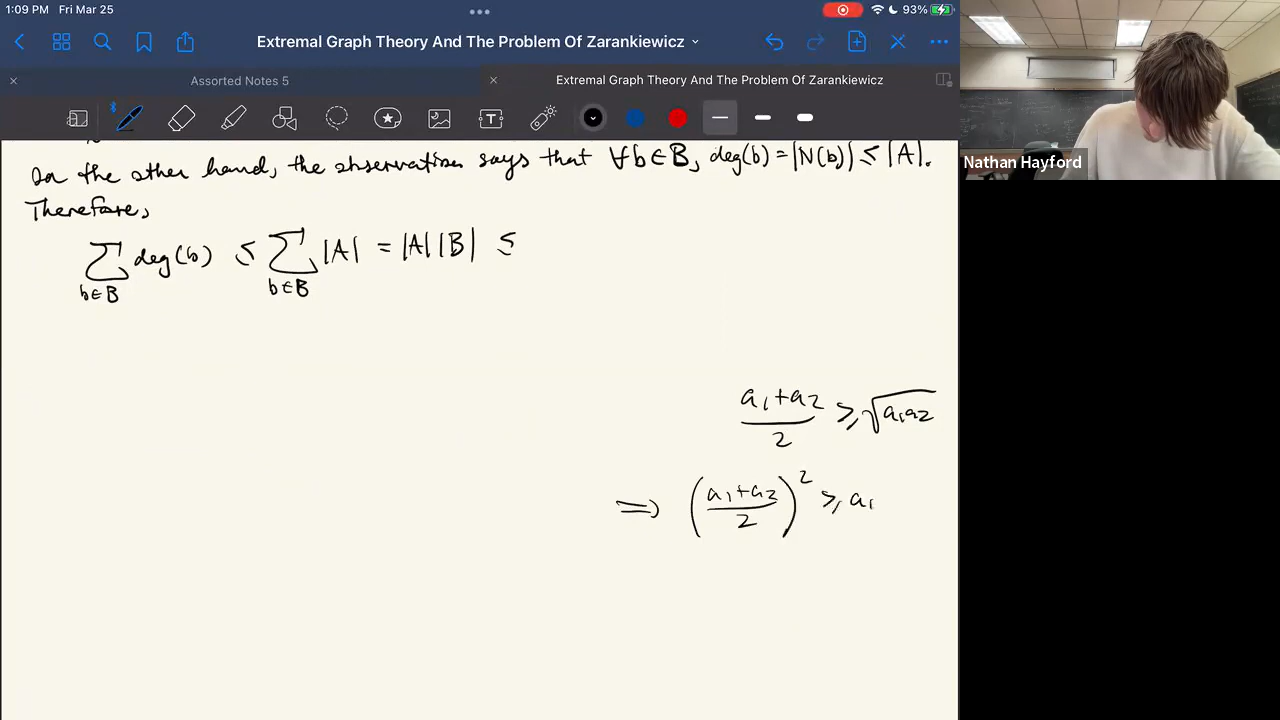 1:09 PM Fri Mar 25
93%
Extremal Graph Theory And The Problem Of Zarankiewicz
Assorted Notes 5
Extremal Graph Theory And The Problem Of Zarankiewicz
Nathan Hayford
On the other hand, the observation says that ∀b∈B, deg(b) = |N(b)| ≤ |A|.
Therefore,
∑_{b∈B} deg(b) ≤ ∑_{b∈B} |A| = |A||B| ≤
(a₁+a₂)/2 ≥ √(a₁a₂)
⟹ ((a₁+a₂)/2)² ≥ a₁